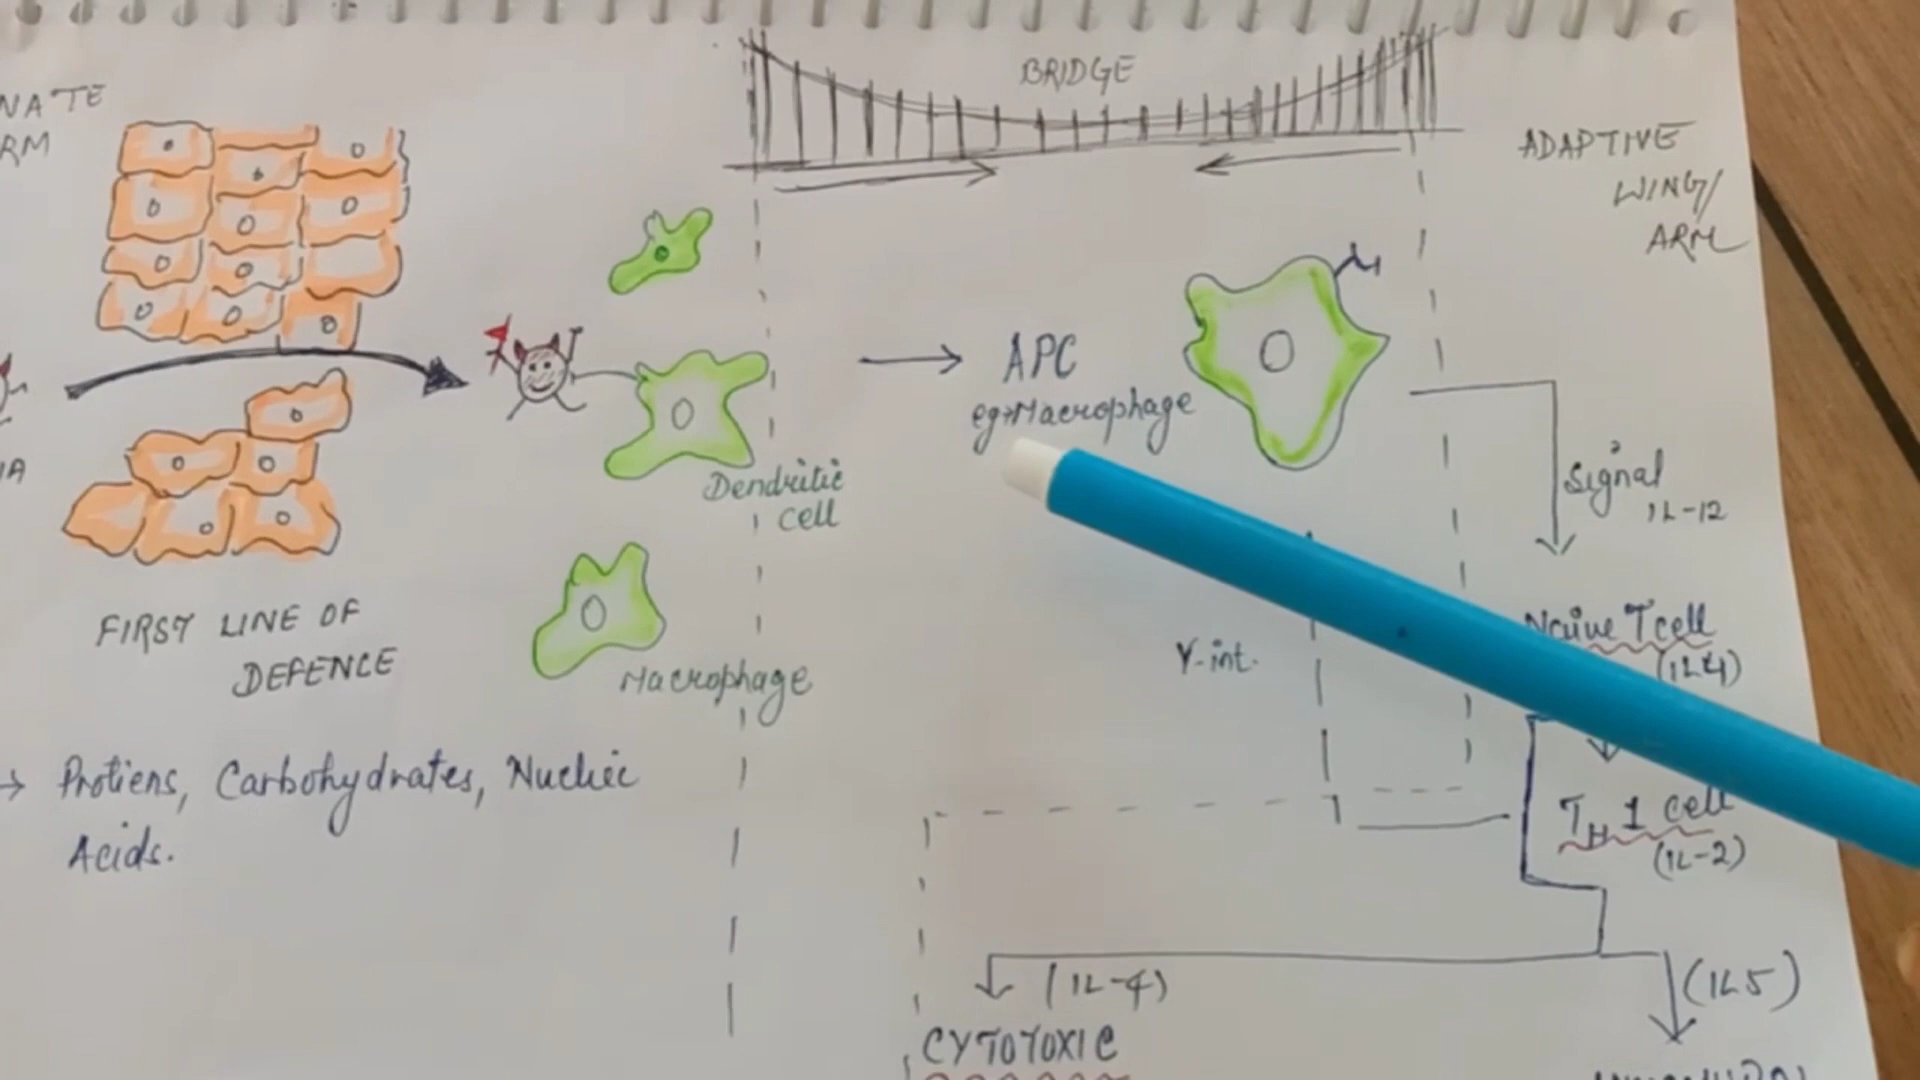 NATE
RM
BRIDGE
ADAPTIVE
WING/
ARM
APC
eg→Macrophage
IA
Dendritic
cell
Signal
IL-12
FIRST LINE OF
DEFENCE
Macrophage
Naive T cell
γ-int.
→ Protiens, Carbohydrates, Nucleic
Acids.
TH 1 cell
(IL-2)
(IL-4)
(IL5)
CYTOTOXIC